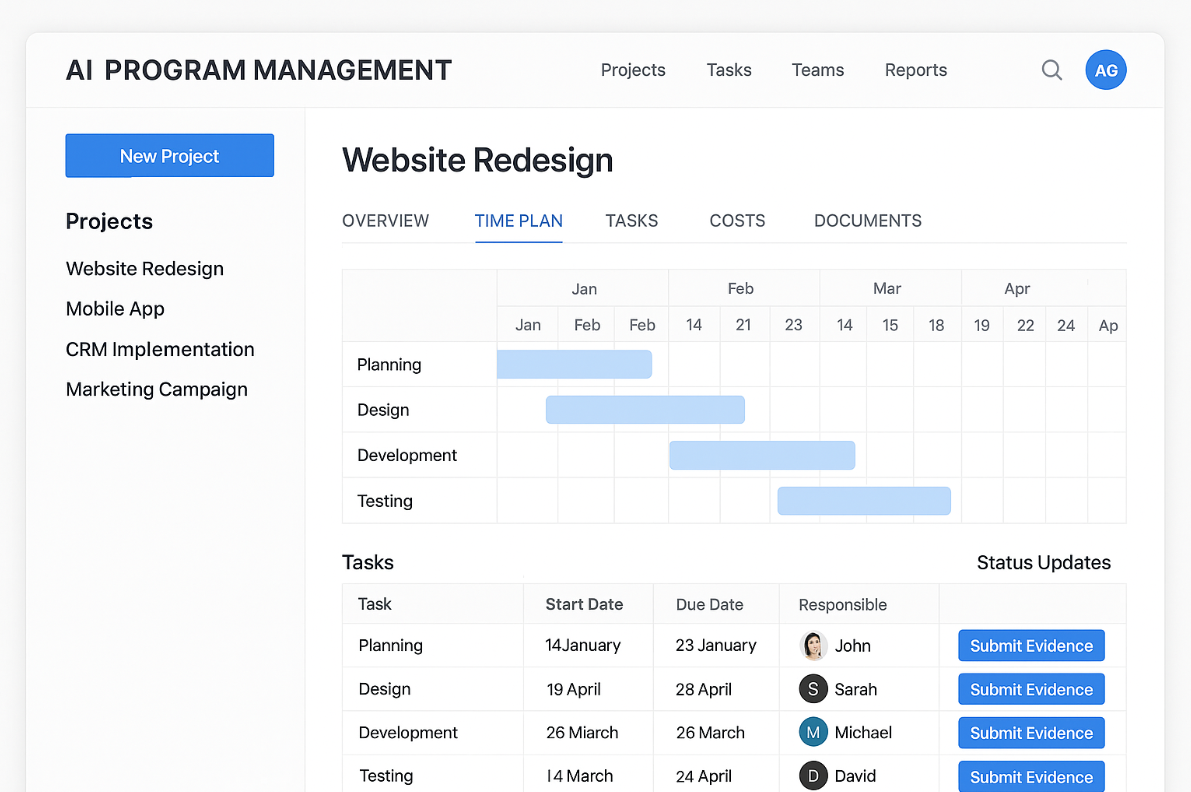 AI PROGRAM MANAGEMENT Projects Tasks Teams Reports AG
New Project
Projects
Website Redesign
Mobile App
CRM Implementation
Marketing Campaign
Website Redesign
OVERVIEW TIME PLAN TASKS COSTS DOCUMENTS
Jan Feb Mar Apr
Jan Feb Feb 14 21 23 14 15 18 19 22 24 Ap
Planning
Design
Development
Testing
Tasks Status Updates
Task Start Date Due Date Responsible
Planning 14January 23 January John Submit Evidence
Design 19 April 28 April S Sarah Submit Evidence
Development 26 Miarch 26 March M Michael Submit Evidence
Testing 14 March 24 April D David Submit Evidence